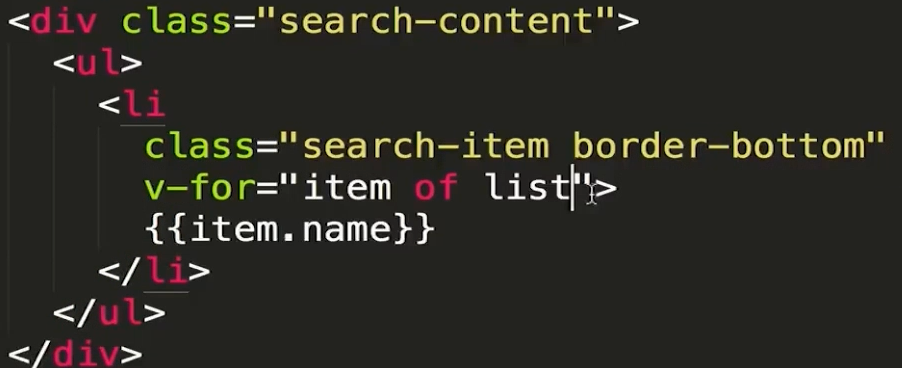 <div class="search-content">
<ul>
<li
class="search-item border-bottom"
v-for="item of list">
{{item.name}}
</li>
</ul>
</div>